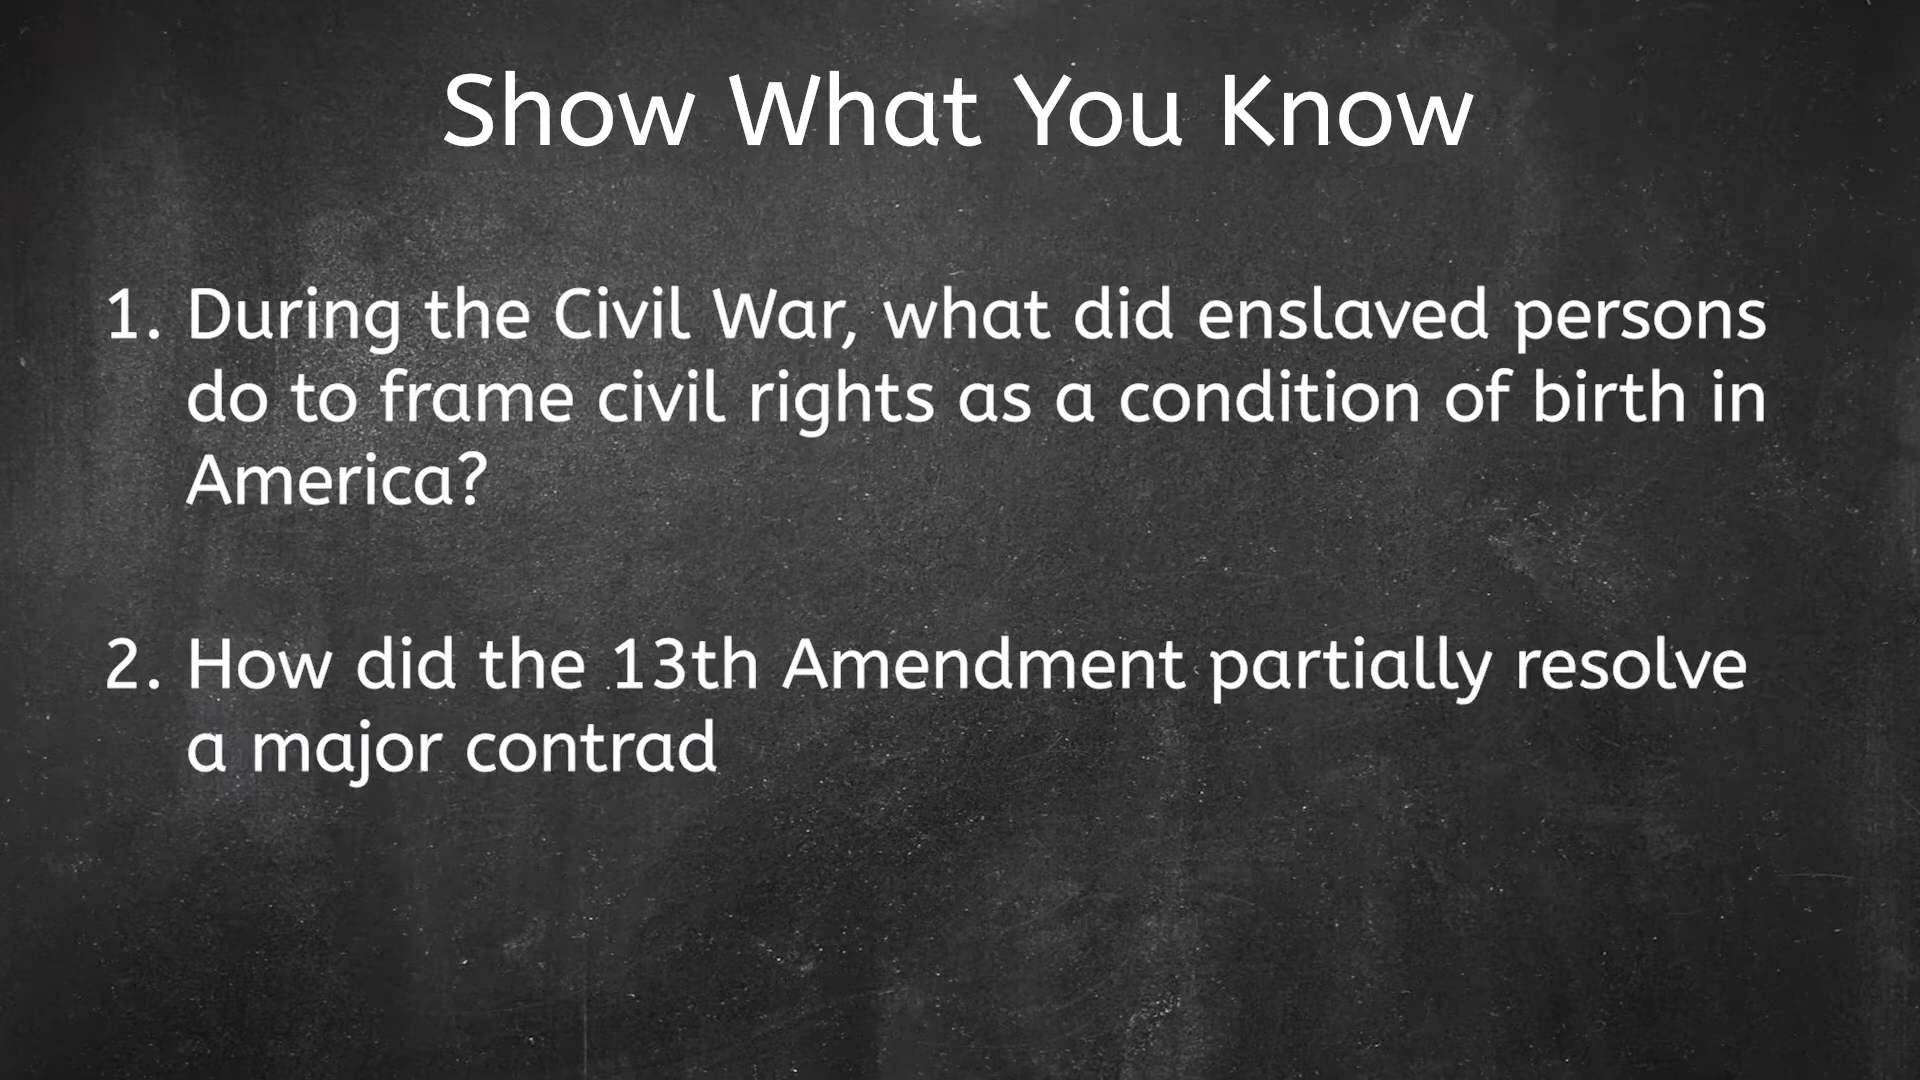 Show What You Know
1. During the Civil War, what did enslaved persons
do to frame civil rights as a condition of birth in
America?
2. How did the 13th Amendment partially resolve
a major contrad